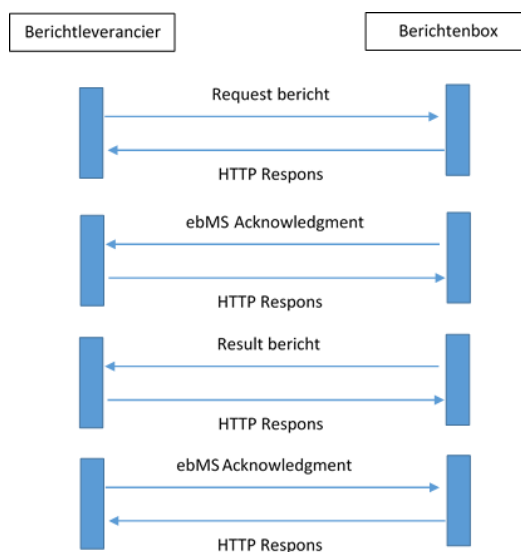 Berichtleverancier
Berichtenbox
Request bericht
HTTP Respons
ebMS Acknowledgment
HTTP Respons
Result bericht
HTTP Respons
ebMS Acknowledgment
HTTP Respons